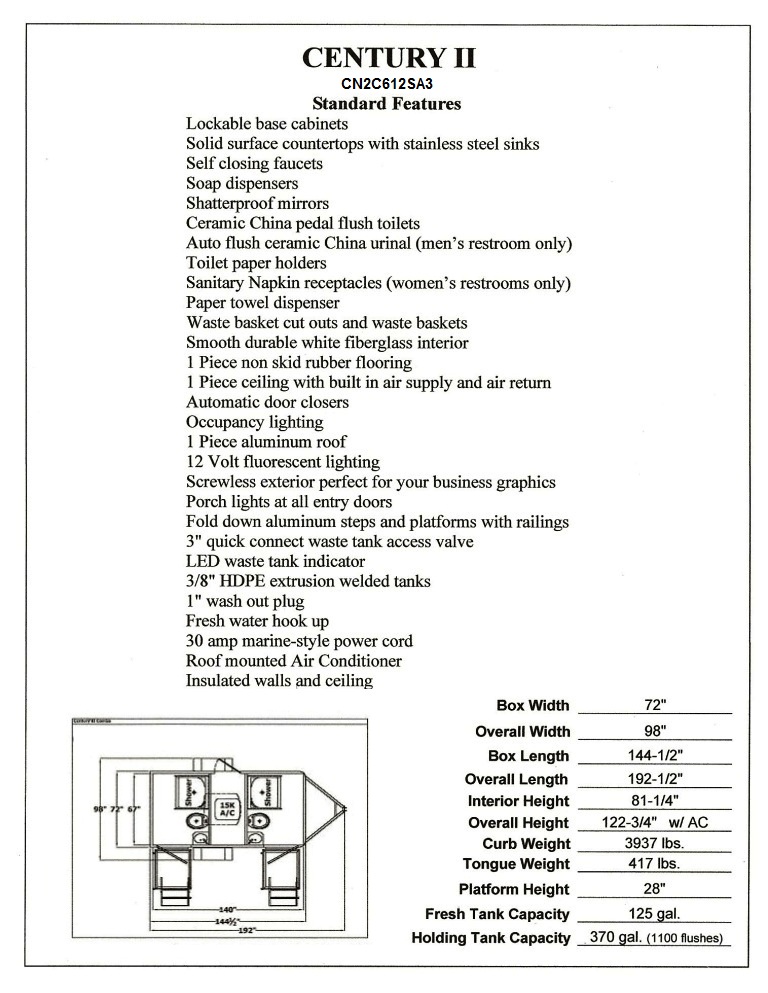 CENTURY II
CN2C612SA3
Standard Features
Lockable base cabinets
Solid surface countertops with stainless steel sinks
Self closing faucets
Soap dispensers
Shatterproof mirrors
Ceramic China pedal flush toilets
Auto flush ceramic China urinal (men's restroom only)
Toilet paper holders
Sanitary Napkin receptacles (women's restrooms only)
Paper towel dispenser
Waste basket cut outs and waste baskets
Smooth durable white fiberglass interior
1 Piece non skid rubber flooring
1 Piece ceiling with built in air supply and air return
Automatic door closers
Occupancy lighting
1 Piece aluminum roof
12 Volt fluorescent lighting
Screwless exterior perfect for your business graphics
Porch lights at all entry doors
Fold down aluminum steps and platforms with railings
3" quick connect waste tank access valve
LED waste tank indicator
3/8" HDPE extrusion welded tanks
1" wash out plug
Fresh water hook up
30 amp marine-style power cord
Roof mounted Air Conditioner
Insulated walls and ceiling
Box Width 72"
Overall Width 98"
Box Length 144-1/2"
Overall Length 192-1/2"
Interior Height 81-1/4"
Overall Height 122-3/4" w/ AC
Curb Weight 3937 lbs.
Tongue Weight 417 lbs.
Platform Height 28"
Fresh Tank Capacity 125 gal.
Holding Tank Capacity 370 gal. (1100 flushes)
Shower
Shower
15K
A/C
98" 72" 67"
140"
144½"
192"